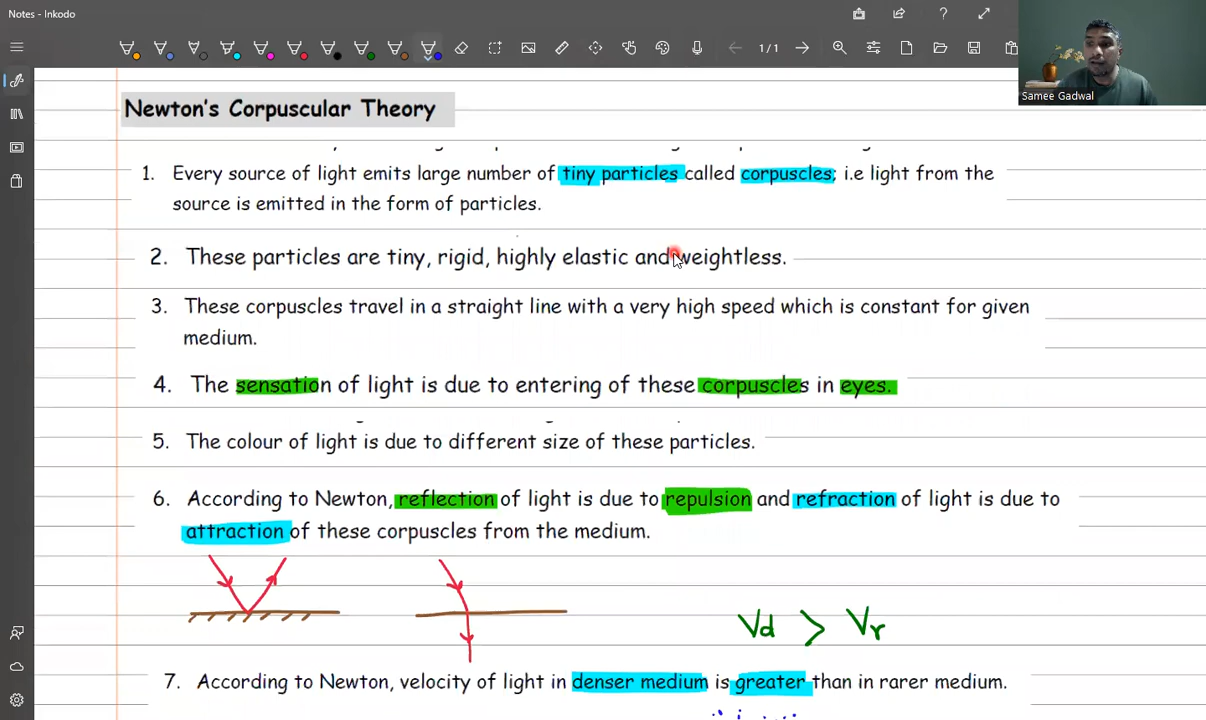 Notes - Inkodo
1/1
Samee Gadwal
Newton's Corpuscular Theory
1. Every source of light emits large number of tiny particles called corpuscles; i.e light from the
source is emitted in the form of particles.
2. These particles are tiny, rigid, highly elastic and weightless.
3. These corpuscles travel in a straight line with a very high speed which is constant for given
medium.
4. The sensation of light is due to entering of these corpuscles in eyes.
5. The colour of light is due to different size of these particles.
6. According to Newton, reflection of light is due to repulsion and refraction of light is due to
attraction of these corpuscles from the medium.
Vd > Vr
7. According to Newton, velocity of light in denser medium is greater than in rarer medium.